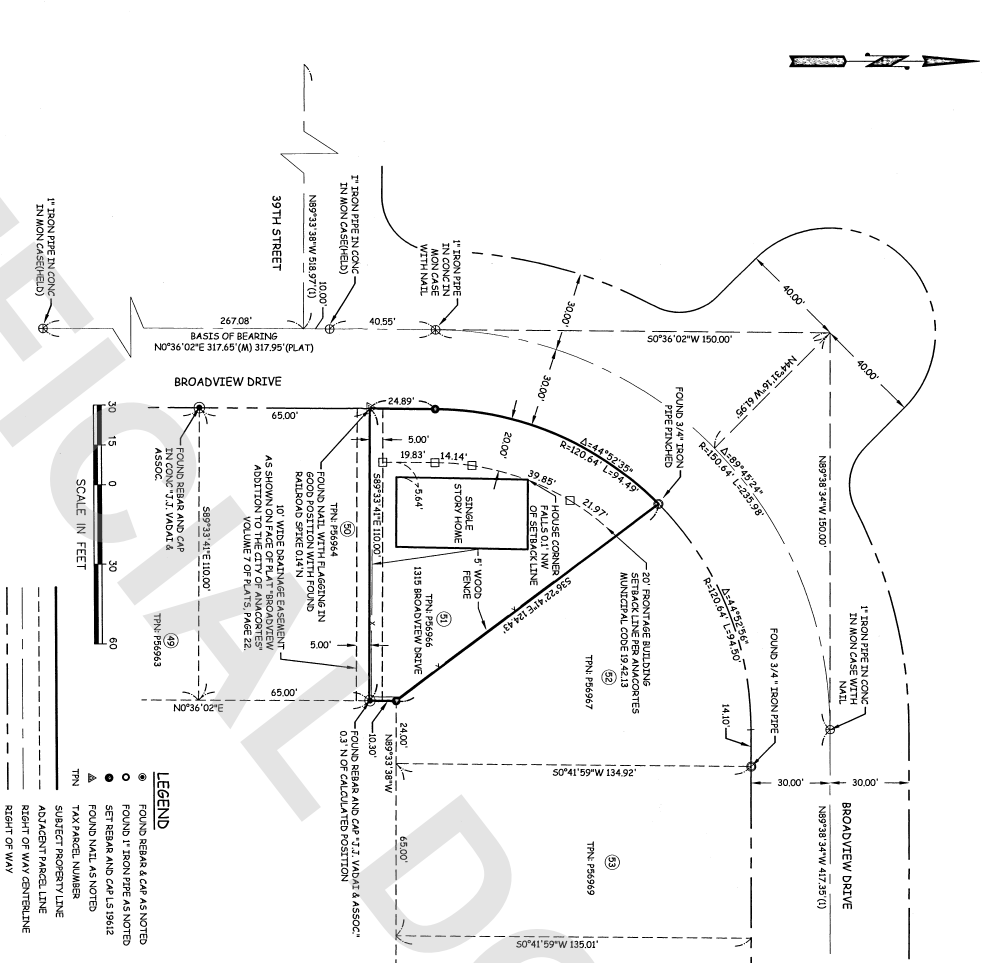 1" IRON PIPE IN CONC
IN MON CASE(HELD)
39TH STREET
N89°33'38"W 518.97'(1)
10.00'
1" IRON PIPE IN CONC
IN MON CASE(HELD)
1" IRON PIPE
IN CONC IN
MON CASE
WITH NAIL
267.08'
40.55'
BASIS OF BEARING
N0°36'02"E 317.65'(M) 317.95'(PLAT)
BROADVIEW DRIVE
30.00'
30.00'
S0°36'02"W 150.00'
40.00'
40.00'
N44°31'16"W 61.95'
Δ=89°45'24"
R=150.64' L=235.98'
N89°38'34"W 150.00'
FOUND 3/4" IRON
PIPE PINCHED
Δ=44°52'35"
R=120.64' L=94.49'
Δ=44°52'56"
R=120.64' L=94.50'
1" IRON PIPE IN CONC
IN MON CASE WITH
NAIL
FOUND 3/4" IRON PIPE
14.10'
30.00'
30.00'
BROADVIEW DRIVE
N89°38'34"W 417.35'(1)
65.00'
24.89'
5.00'
19.83'
14.14'
20.00'
39.85'
21.97'
5.64'
SINGLE
STORY HOME
HOUSE CORNER
FALLS 0.1' NW
OF SETBACK LINE
5' WOOD
FENCE
S36°22'41"E 124.43'
S89°33'41"E 110.00'
51
TPN: P56966
1315 BROADVIEW DRIVE
20' FRONTAGE BUILDING
SETBACK LINE PER ANACORTES
MUNICIPAL CODE 19.42.13
52
TPN: P56967
50
TPN: P56964
FOUND NAIL WITH FLAGGING IN
GOOD POSITION WITH FOUND
RAILROAD SPIKE 0.14'N
10' WIDE DRAINAGE EASEMENT
AS SHOWN ON FACE OF PLAT "BROADVIEW
ADDITION TO THE CITY OF ANACORTES"
VOLUME 7 OF PLATS, PAGE 22.
5.00'
FOUND REBAR AND CAP
IN CONC "J.J. VADAI &
ASSOC.
S89°33'41"E 110.00'
49
TPN: P56963
65.00'
N0°36'02"E
10.30'
24.00'
N89°33'38"W
65.00'
FOUND REBAR AND CAP "J.J. VADAI & ASSOC."
0.3' N OF CALCULATED POSITION
S0°41'59"W 134.92'
53
TPN: P56969
S0°41'59"W 135.01'
30 15 0 30 60
SCALE IN FEET
LEGEND
FOUND REBAR & CAP AS NOTED
FOUND 1" IRON PIPE AS NOTED
SET REBAR AND CAP LS 19612
FOUND NAIL AS NOTED
TPN TAX PARCEL NUMBER
SUBJECT PROPERTY LINE
ADJACENT PARCEL LINE
RIGHT OF WAY CENTERLINE
RIGHT OF WAY
FICIAL DO